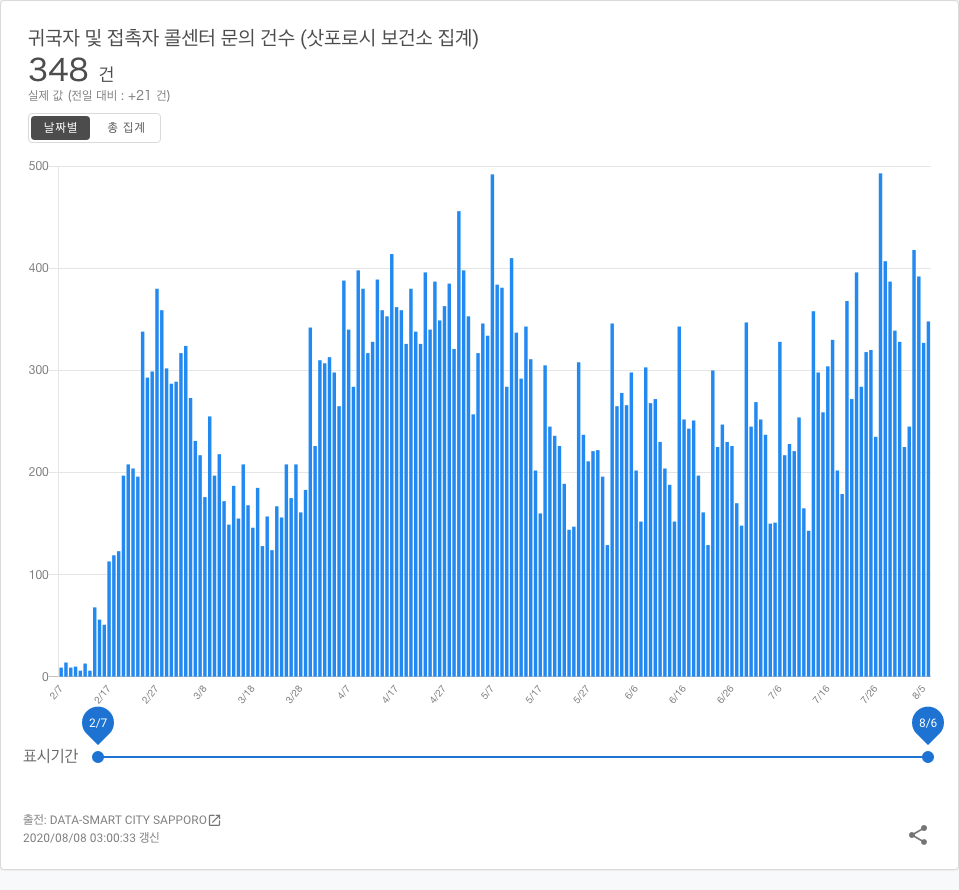 귀국자 및 접촉자 콜센터 문의 건수 (삿포로시 보건소 집계)
348 건
실제 값 (전일 대비 : +21 건)
날짜별 총 집계
500
400
300
200
100
0
2/7 2/17 2/27 3/8 3/18 3/28 4/7 4/17 4/27 5/7 5/17 5/27 6/6 6/16 6/26 7/6 7/16 7/26 8/5
2/7 8/6
표시기간
출전: DATA-SMART CITY SAPPORO
2020/08/08 03:00:33 갱신